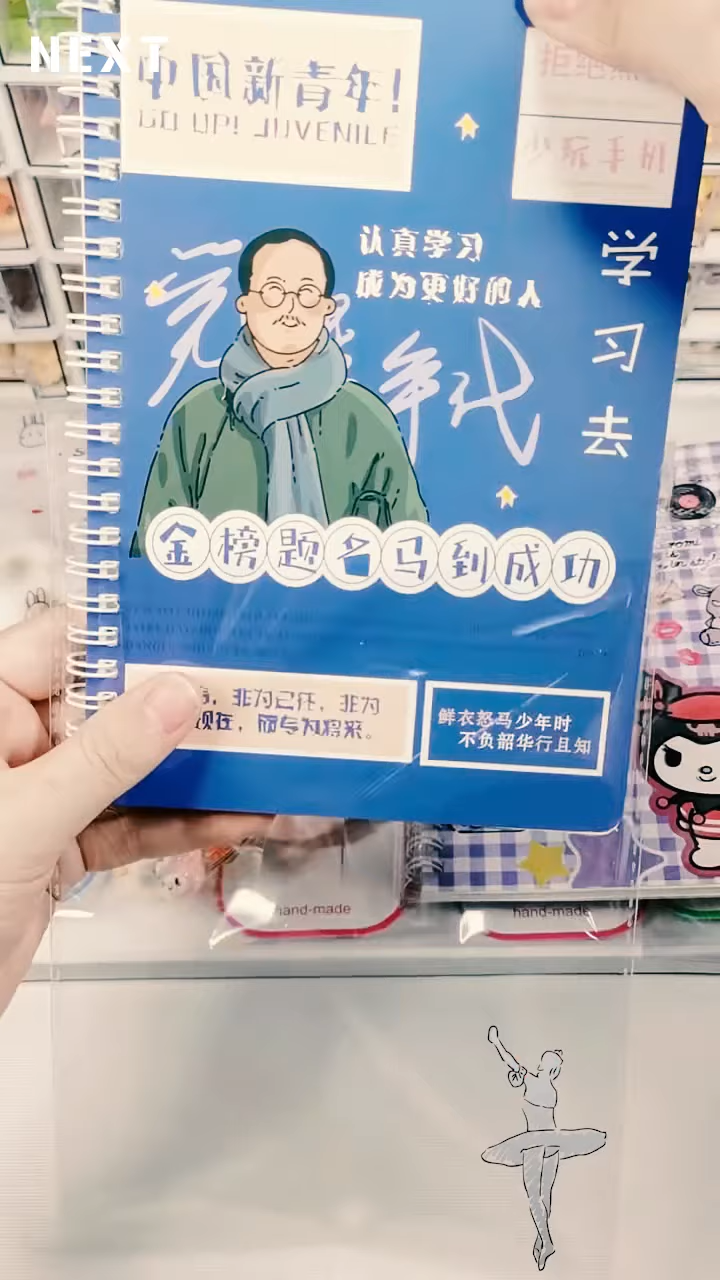 NEXT
中国新青年!
GO UP! JUVENILE
拒绝
少玩手机
认真学习
成为更好的人
学习去
觉醒年代
金榜题名马到成功
，非为己任，非为
现在，而专为将来。
鲜衣怒马少年时
不负韶华行且知
hand-made
hand-made